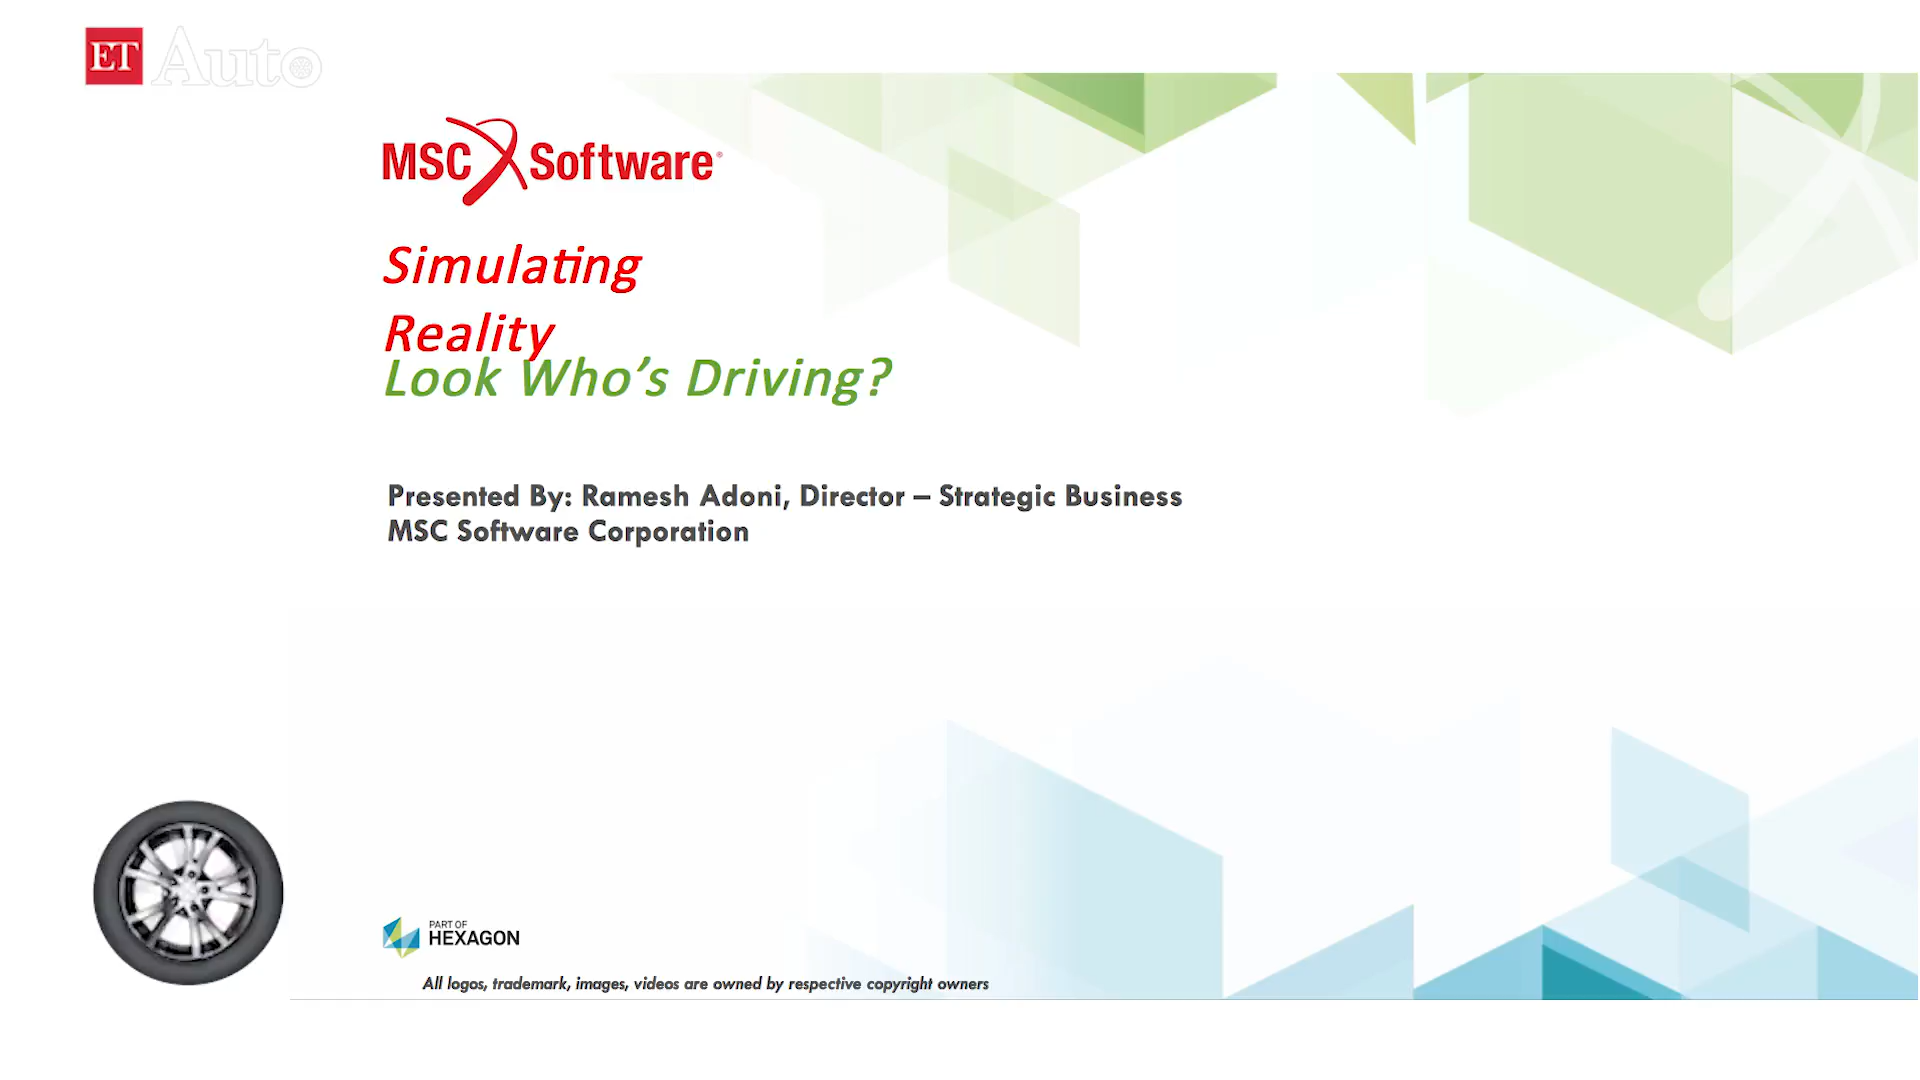 ET Auto
MSC Software
Simulating
Reality
Look Who's Driving?
Presented By: Ramesh Adoni, Director – Strategic Business
MSC Software Corporation
PART OF
HEXAGON
All logos, trademark, images, videos are owned by respective copyright owners